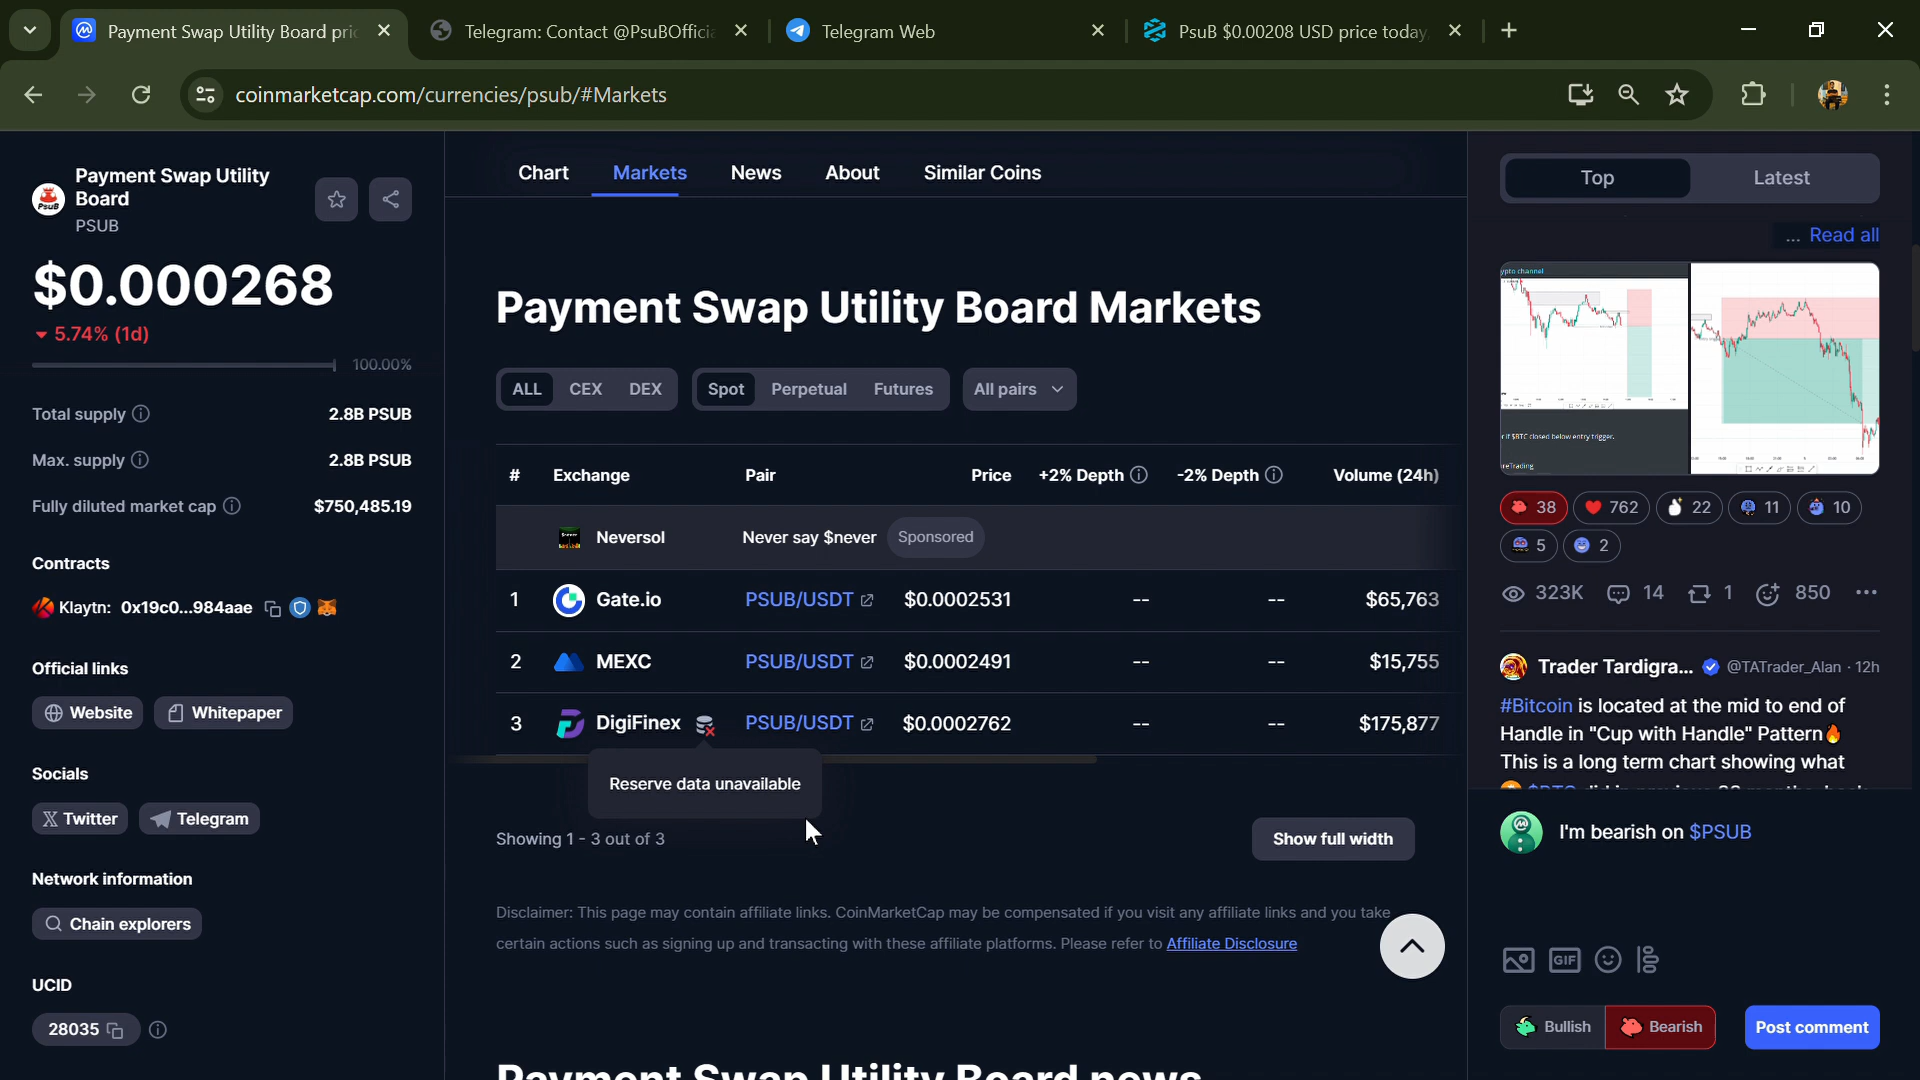 Payment Swap Utility Board pri
Telegram: Contact @PsuBOffici
Telegram Web
PsuB $0.00208 USD price today
coinmarketcap.com/currencies/psub/#Markets
Payment Swap Utility
Board
PSUB
$0.000268
5.74% (1d)
100.00%
Total supply
2.8B PSUB
Max. supply
2.8B PSUB
Fully diluted market cap
$750,485.19
Contracts
Klaytn: 0x19c0...984aae
Official links
Website
Whitepaper
Socials
Twitter
Telegram
Network information
Chain explorers
UCID
28035
Chart
Markets
News
About
Similar Coins
Payment Swap Utility Board Markets
ALL CEX DEX
Spot Perpetual Futures
All pairs
# Exchange Pair Price +2% Depth -2% Depth Volume (24h)
Neversol Never say $never Sponsored
1 Gate.io PSUB/USDT $0.0002531 -- -- $65,763
2 MEXC PSUB/USDT $0.0002491 -- -- $15,755
3 DigiFinex PSUB/USDT $0.0002762 -- -- $175,877
Reserve data unavailable
Showing 1 - 3 out of 3
Show full width
Disclaimer: This page may contain affiliate links. CoinMarketCap may be compensated if you visit any affiliate links and you take
certain actions such as signing up and transacting with these affiliate platforms. Please refer to Affiliate Disclosure
Payment Swap Utility Board news
Top
Latest
... Read all
ypto channel
r if $BTC closed below entry trigger.
reTrading
38 762 22 11 10
5 2
323K 14 1 850
Trader Tardigra... @TATrader_Alan · 12h
#Bitcoin is located at the mid to end of
Handle in "Cup with Handle" Pattern
This is a long term chart showing what
I'm bearish on $PSUB
GIF
Bullish
Bearish
Post comment